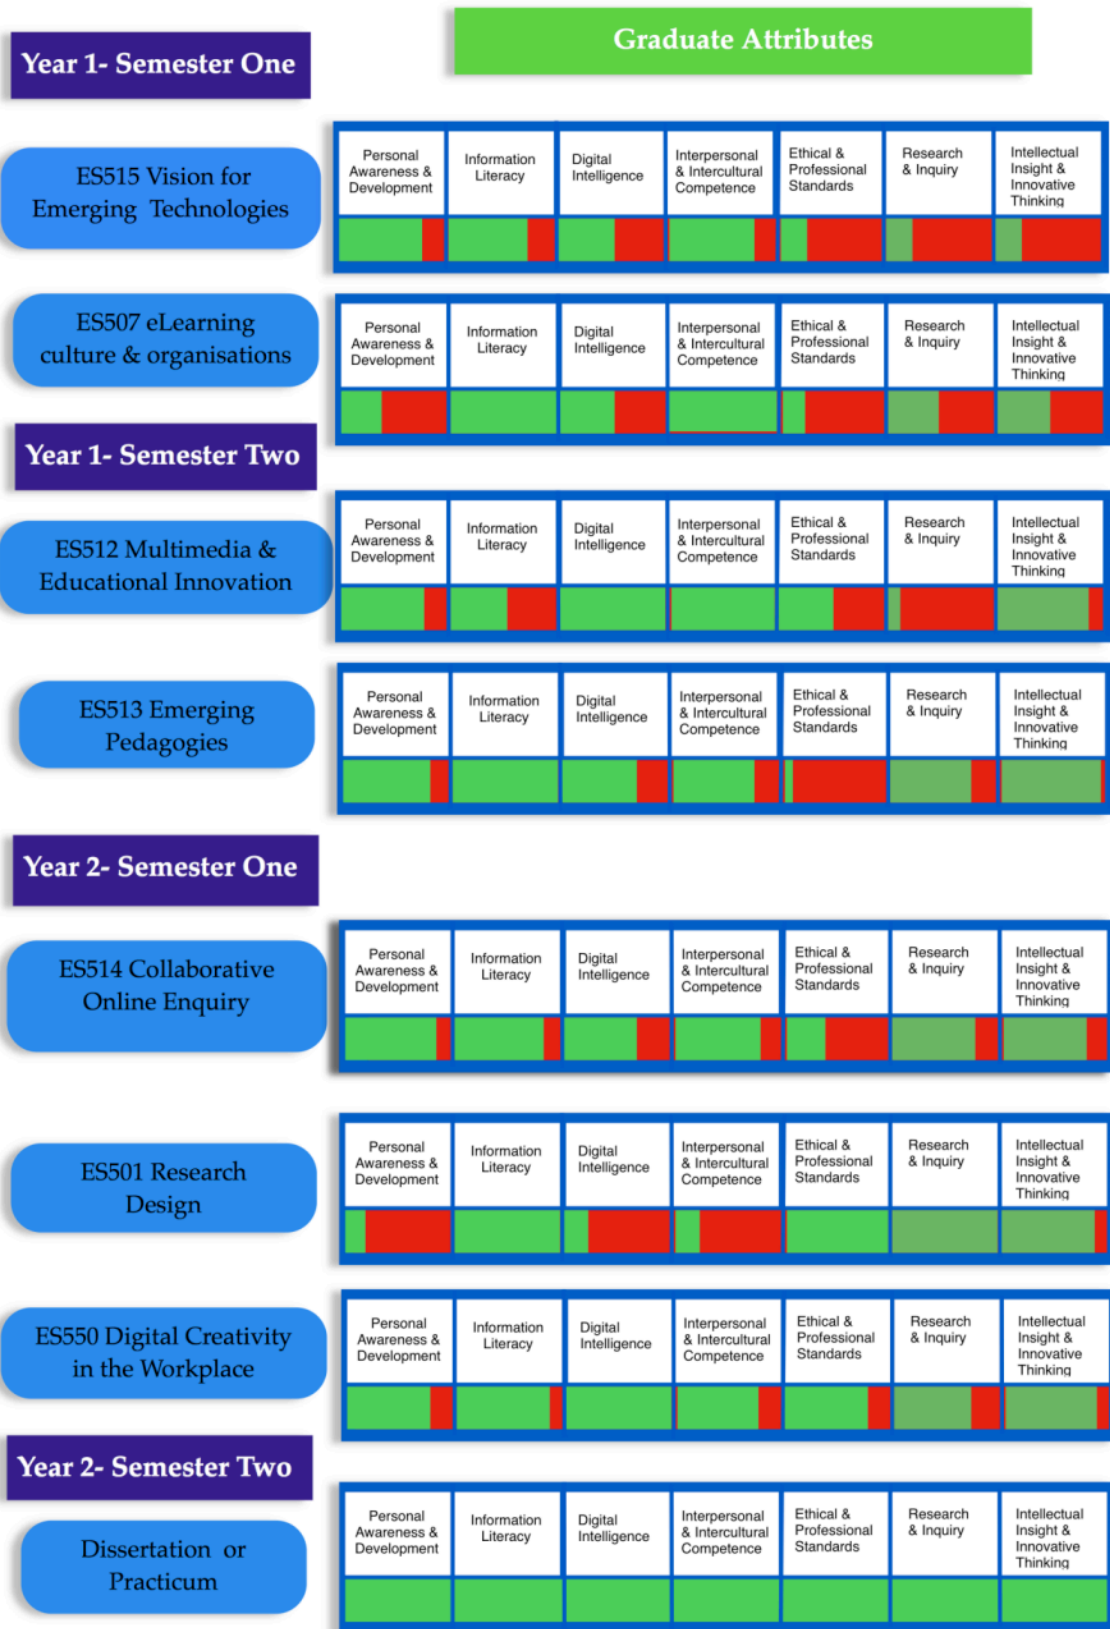 Graduate Attributes
Year 1- Semester One
ES515 Vision for
Emerging Technologies
Personal
Awareness &
Development
Information
Literacy
Digital
Intelligence
Interpersonal
& Intercultural
Competence
Ethical &
Professional
Standards
Research
& Inquiry
Intellectual
Insight &
Innovative
Thinking
ES507 eLearning
culture & organisations
Personal
Awareness &
Development
Information
Literacy
Digital
Intelligence
Interpersonal
& Intercultural
Competence
Ethical &
Professional
Standards
Research
& Inquiry
Intellectual
Insight &
Innovative
Thinking
Year 1- Semester Two
ES512 Multimedia &
Educational Innovation
Personal
Awareness &
Development
Information
Literacy
Digital
Intelligence
Interpersonal
& Intercultural
Competence
Ethical &
Professional
Standards
Research
& Inquiry
Intellectual
Insight &
Innovative
Thinking
ES513 Emerging
Pedagogies
Personal
Awareness &
Development
Information
Literacy
Digital
Intelligence
Interpersonal
& Intercultural
Competence
Ethical &
Professional
Standards
Research
& Inquiry
Intellectual
Insight &
Innovative
Thinking
Year 2- Semester One
ES514 Collaborative
Online Enquiry
Personal
Awareness &
Development
Information
Literacy
Digital
Intelligence
Interpersonal
& Intercultural
Competence
Ethical &
Professional
Standards
Research
& Inquiry
Intellectual
Insight &
Innovative
Thinking
ES501 Research
Design
Personal
Awareness &
Development
Information
Literacy
Digital
Intelligence
Interpersonal
& Intercultural
Competence
Ethical &
Professional
Standards
Research
& Inquiry
Intellectual
Insight &
Innovative
Thinking
ES550 Digital Creativity
in the Workplace
Personal
Awareness &
Development
Information
Literacy
Digital
Intelligence
Interpersonal
& Intercultural
Competence
Ethical &
Professional
Standards
Research
& Inquiry
Intellectual
Insight &
Innovative
Thinking
Year 2- Semester Two
Dissertation or
Practicum
Personal
Awareness &
Development
Information
Literacy
Digital
Intelligence
Interpersonal
& Intercultural
Competence
Ethical &
Professional
Standards
Research
& Inquiry
Intellectual
Insight &
Innovative
Thinking